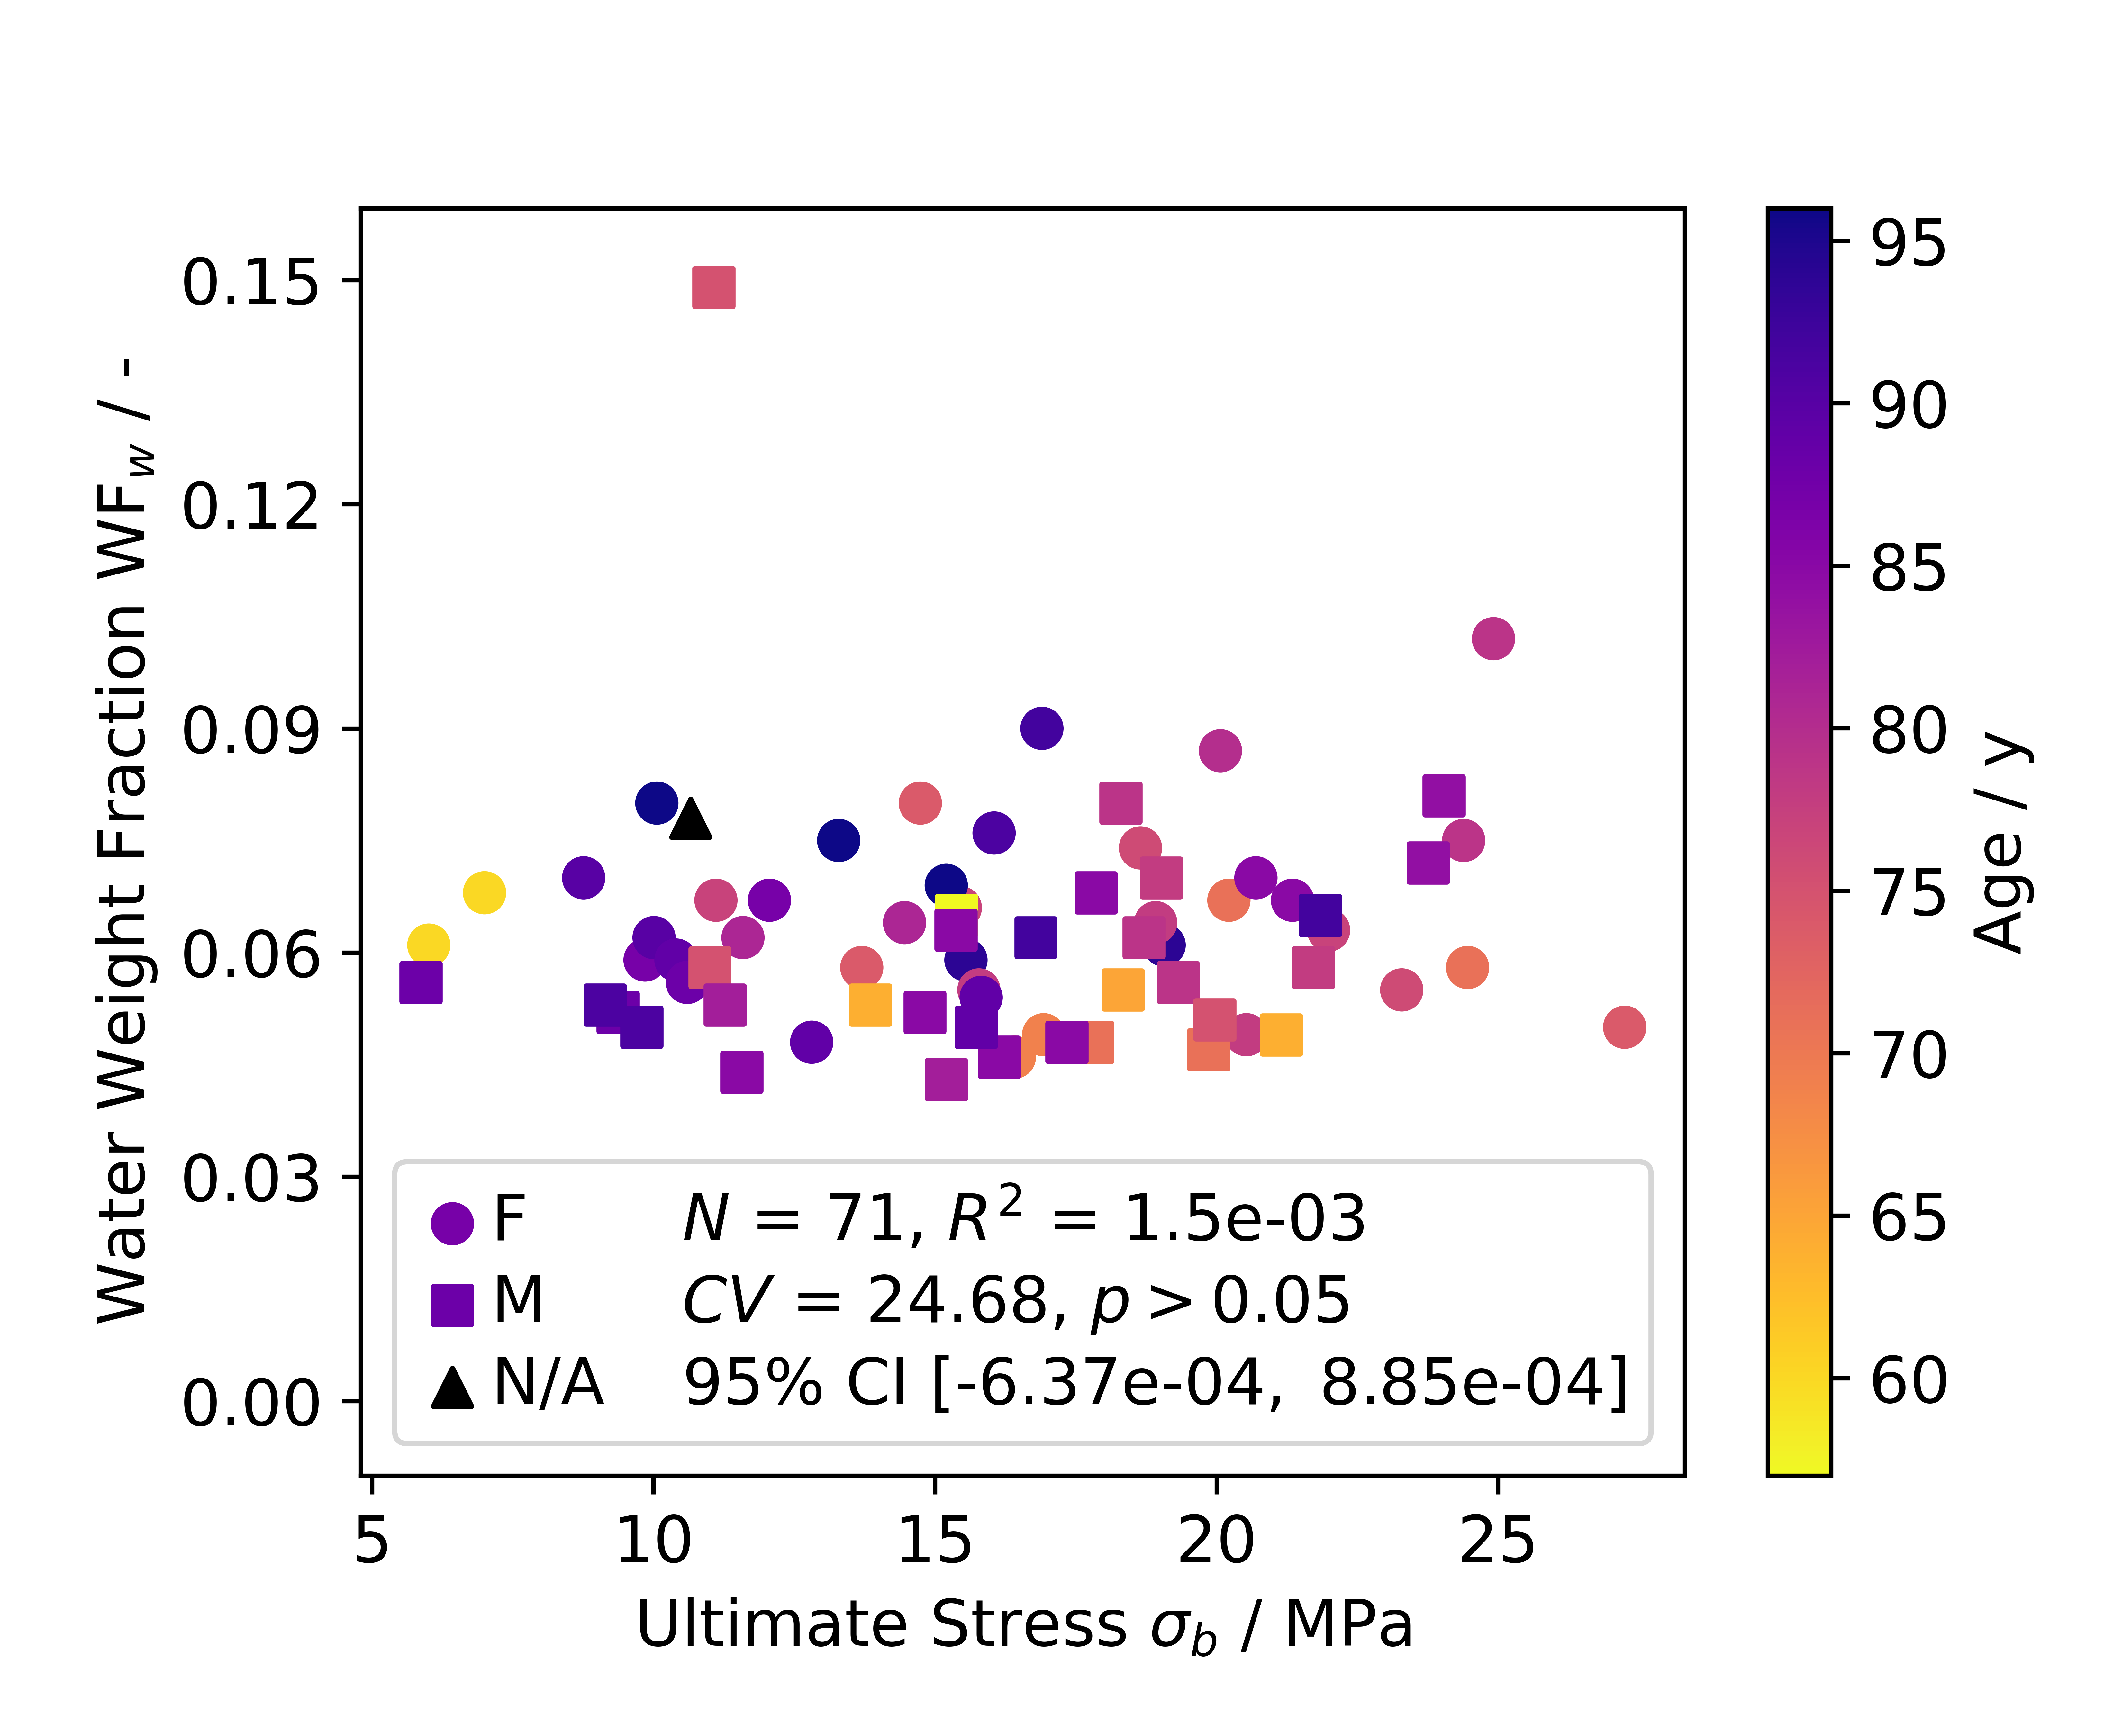 Water Weight Fraction WF_w / -
0.15
0.12
0.09
0.06
0.03
0.00
F N = 71, R² = 1.5e-03
M CV = 24.68, p > 0.05
N/A 95% CI [-6.37e-04, 8.85e-04]
5 10 15 20 25
Ultimate Stress σ_b / MPa
95
90
85
80
75
70
65
60
Age / y